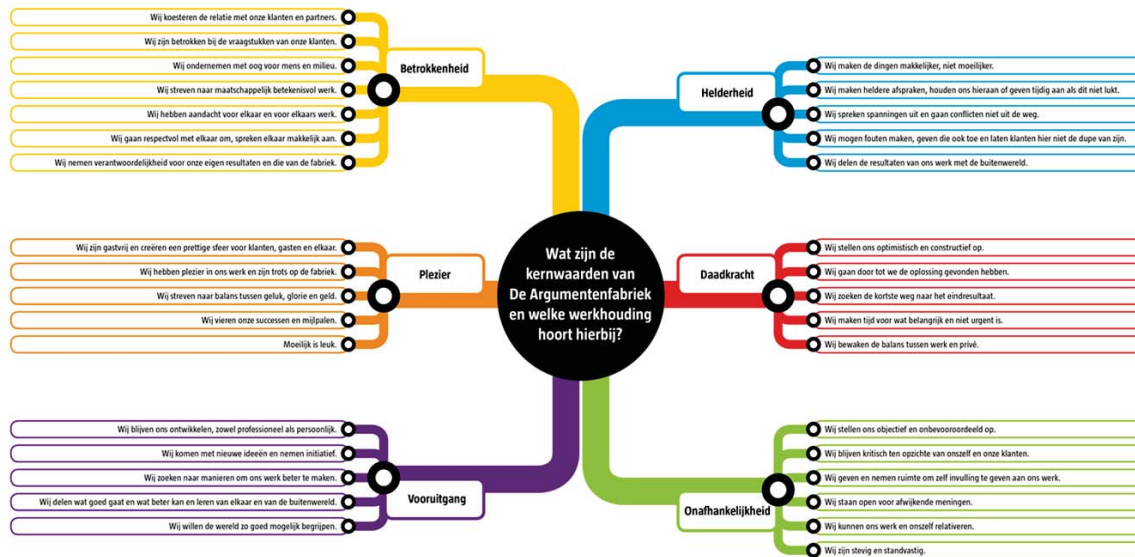 Wij koesteren de relatie met onze klanten en partners.
Wij zijn betrokken bij de vraagstukken van onze klanten.
Wij ondernemen met oog voor mens en milieu.
Wij streven naar maatschappelijk betekenisvol werk.
Wij hebben aandacht voor elkaar en voor elkaars werk.
Wij gaan respectvol met elkaar om, spreken elkaar makkelijk aan.
Wij nemen verantwoordelijkheid voor onze eigen resultaten en die van de fabriek.
Betrokkenheid
Helderheid
Wij maken de dingen makkelijker, niet moeilijker.
Wij maken heldere afspraken, houden ons hieraan of geven tijdig aan als dit niet lukt.
Wij spreken spanningen uit en gaan conflicten niet uit de weg.
Wij mogen fouten maken, geven die ook toe en laten klanten hier niet de dupe van zijn.
Wij delen de resultaten van ons werk met de buitenwereld.
Wij zijn gastvrij en creëren een prettige sfeer voor klanten, gasten en elkaar.
Wij hebben plezier in ons werk en zijn trots op de fabriek.
Wij streven naar balans tussen geluk, glorie en geld.
Wij vieren onze successen en mijlpalen.
Moeilijk is leuk.
Plezier
Wat zijn de
kernwaarden van
De Argumentenfabriek
en welke werkhouding
hoort hierbij?
Daadkracht
Wij stellen ons optimistisch en constructief op.
Wij gaan door tot we de oplossing gevonden hebben.
Wij zoeken de kortste weg naar het eindresultaat.
Wij maken tijd voor wat belangrijk en niet urgent is.
Wij bewaken de balans tussen werk en privé.
Wij blijven ons ontwikkelen, zowel professioneel als persoonlijk.
Wij komen met nieuwe ideeën en nemen initiatief.
Wij zoeken naar manieren om ons werk beter te maken.
Wij delen wat goed gaat en wat beter kan en leren van elkaar en van de buitenwereld.
Wij willen de wereld zo goed mogelijk begrijpen.
Vooruitgang
Onafhankelijkheid
Wij stellen ons objectief en onbevooroordeeld op.
Wij blijven kritisch ten opzichte van onszelf en onze klanten.
Wij geven en nemen ruimte om zelf invulling te geven aan ons werk.
Wij staan open voor afwijkende meningen.
Wij kunnen ons werk en onszelf relativeren.
Wij zijn stevig en standvastig.